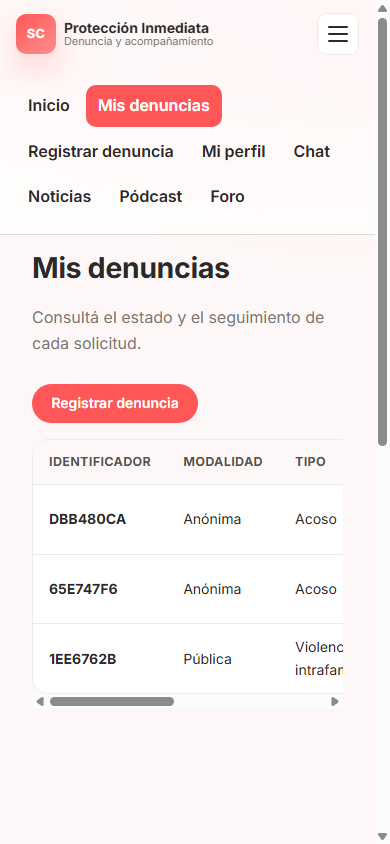 SC
Protección Inmediata
Denuncia y acompañamiento
Inicio
Mis denuncias
Registrar denuncia
Mi perfil
Chat
Noticias
Pódcast
Foro
Mis denuncias
Consultá el estado y el seguimiento de
cada solicitud.
Registrar denuncia
IDENTIFICADOR MODALIDAD TIPO
DBB480CA Anónima Acoso
65E747F6 Anónima Acoso
1EE6762B Pública Violenc
intrafam